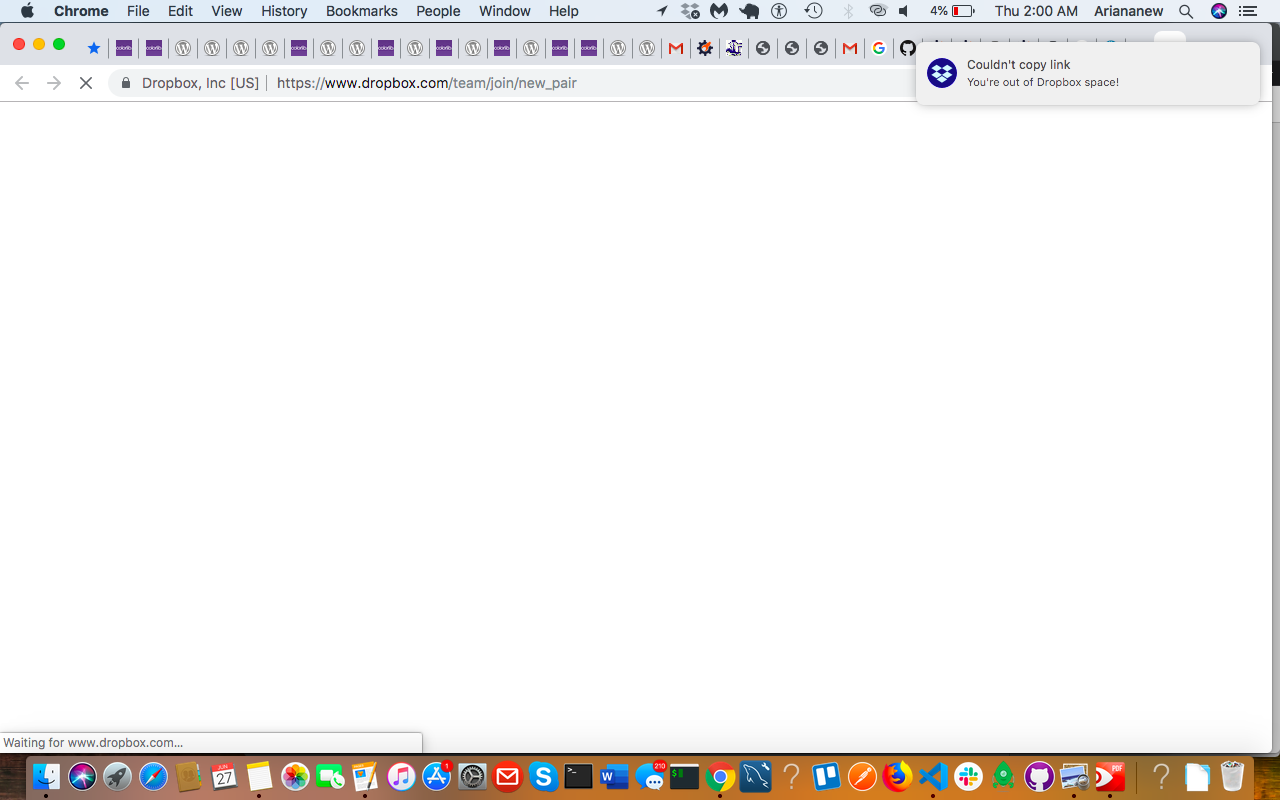 Chrome File Edit View History Bookmarks People Window Help 4% Thu 2:00 AM Ariananew
Couldn't copy link
You're out of Dropbox space!
Dropbox, Inc [US] https://www.dropbox.com/team/join/new_pair
Waiting for www.dropbox.com...
JUN
27
1
W
210
$
PDF